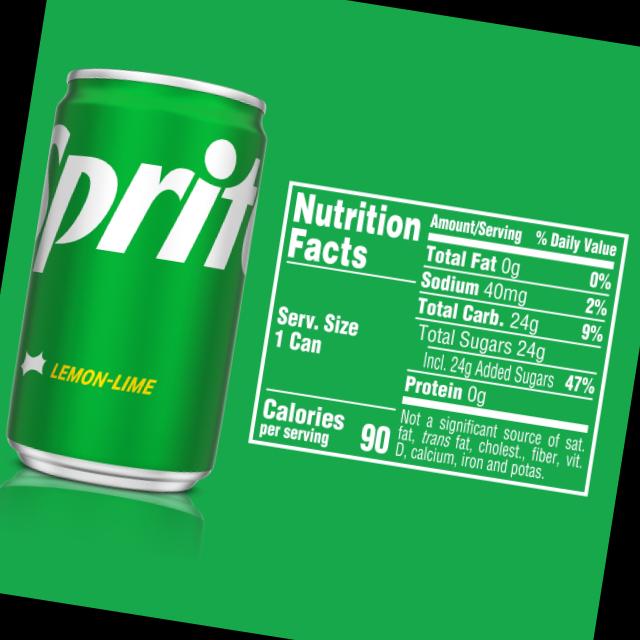 Sprite
LEMON-LIME
Nutrition
Facts
Serv. Size
1 Can
Calories
per serving 90
Amount/Serving % Daily Value
Total Fat 0g 0%
Sodium 40mg 2%
Total Carb. 24g 9%
Total Sugars 24g
Incl. 24g Added Sugars 47%
Protein 0g
Not a significant source of sat.
fat, trans fat, cholest., fiber, vit.
D, calcium, iron and potas.